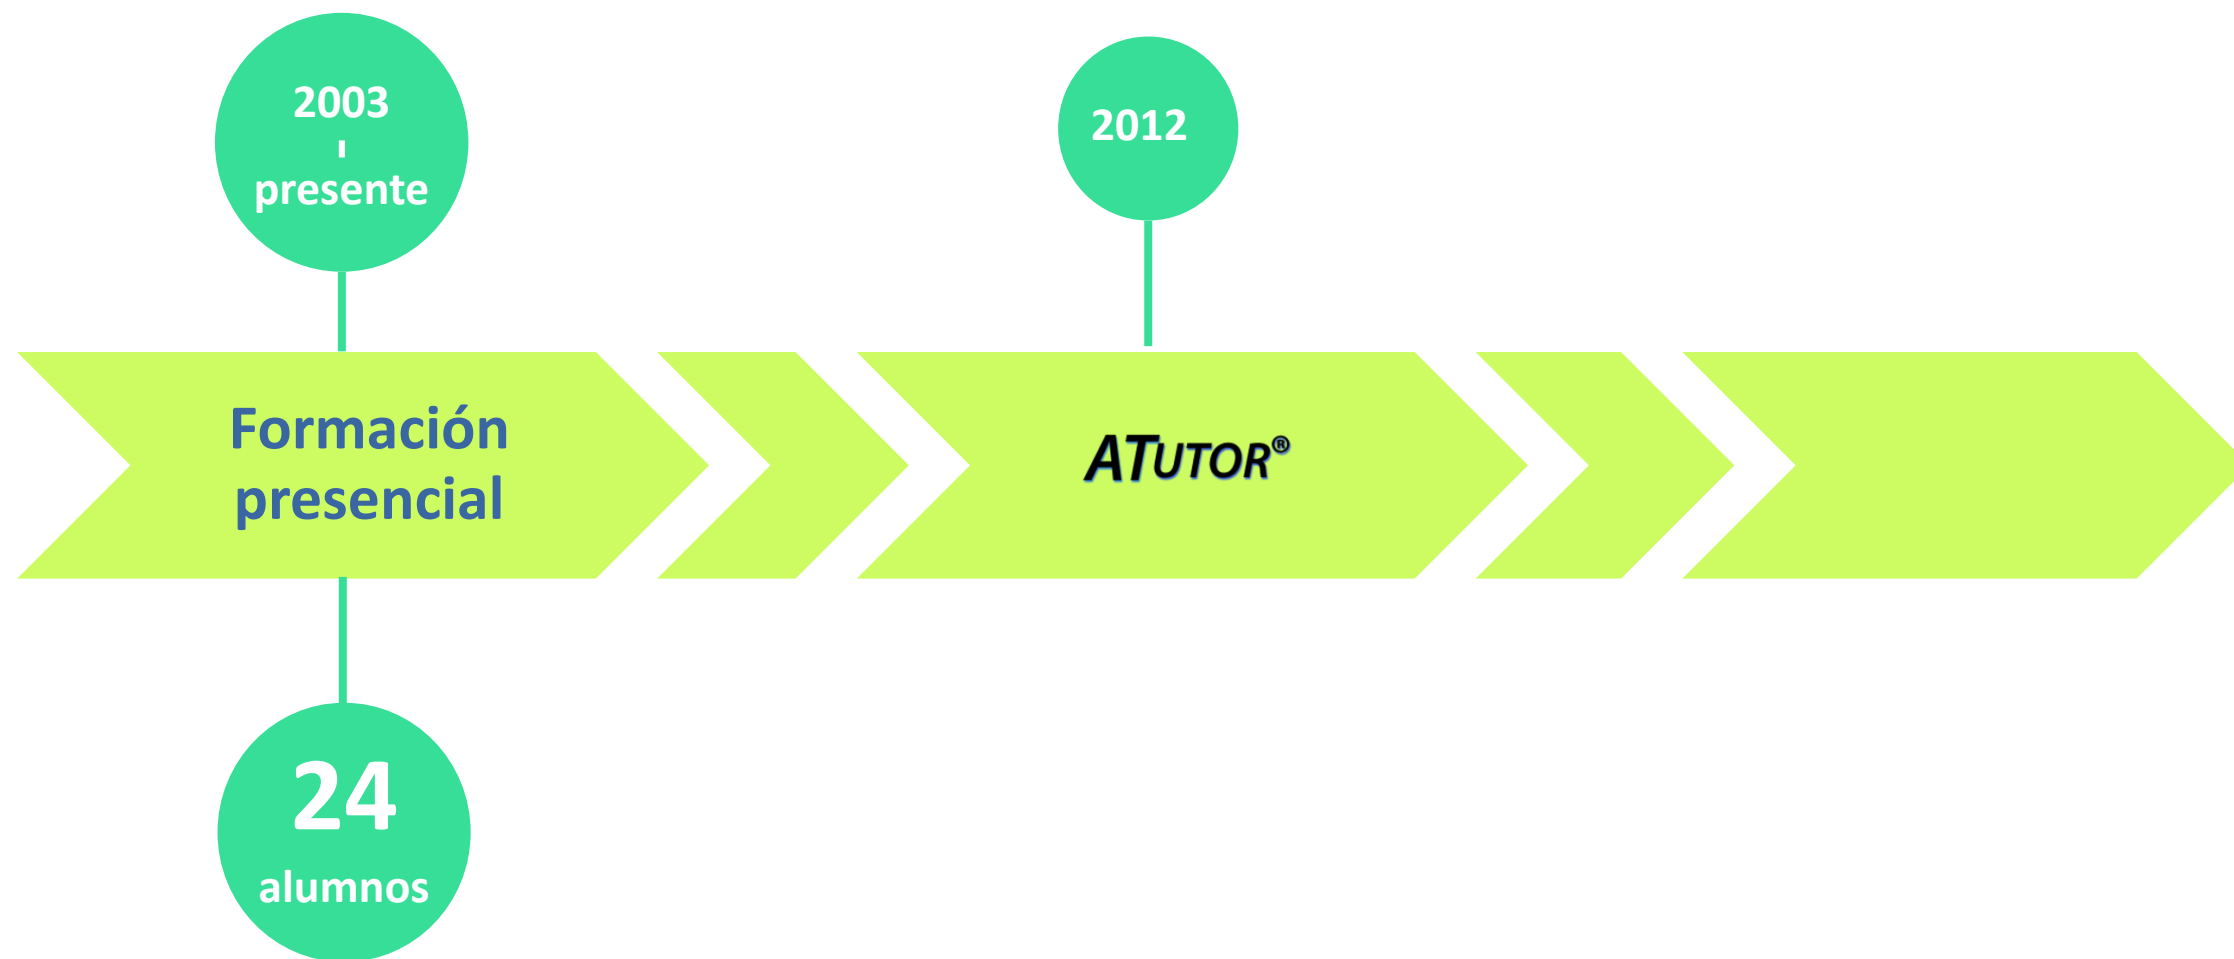 2003
-
presente
2012
Formación
presencial
ATUTOR®
24
alumnos